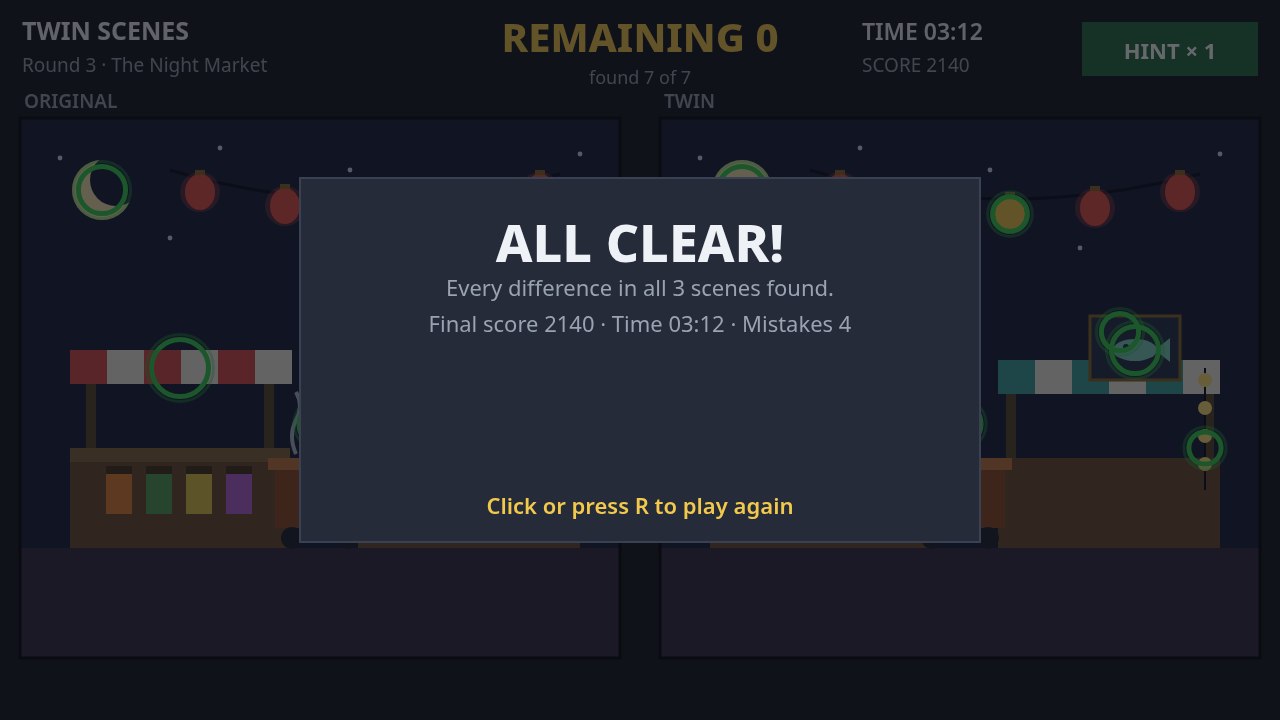 TWIN SCENES
Round 3 · The Night Market
REMAINING 0
found 7 of 7
TIME 03:12
SCORE 2140
HINT × 1
ORIGINAL
TWIN
ALL CLEAR!
Every difference in all 3 scenes found.
Final score 2140 · Time 03:12 · Mistakes 4
Click or press R to play again